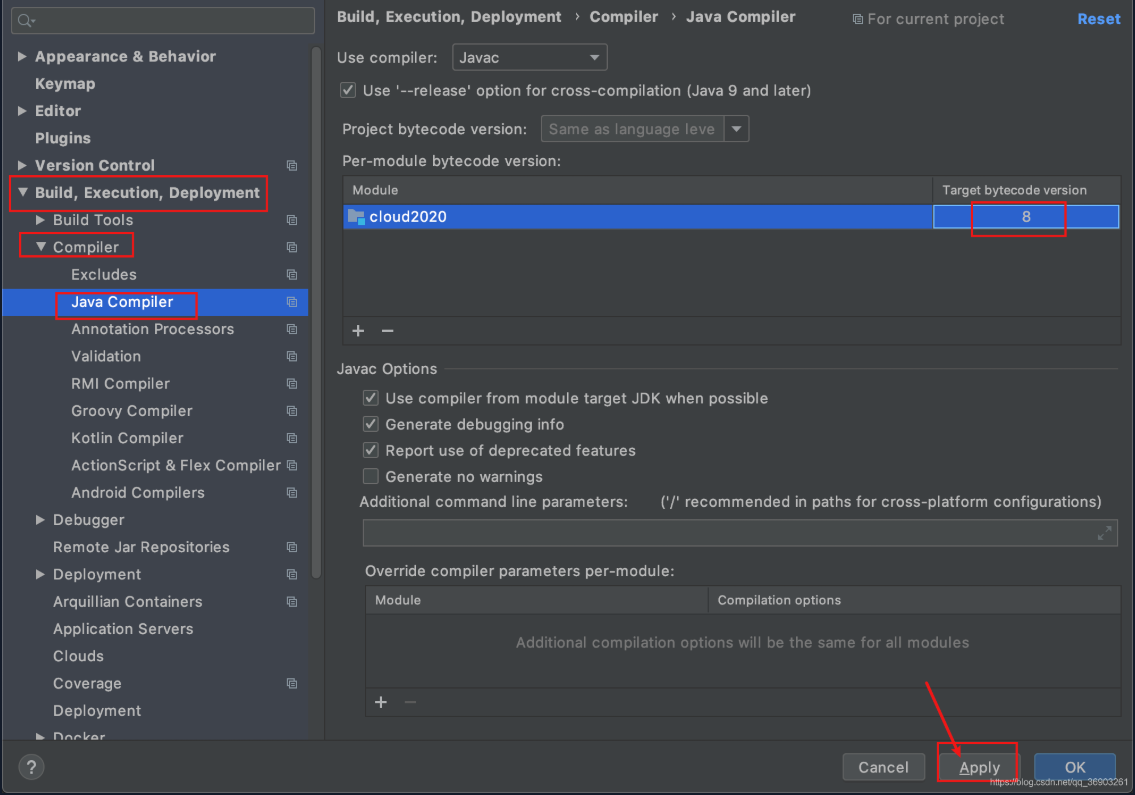 Appearance & Behavior
Keymap
Editor
Plugins
Version Control
Build, Execution, Deployment
Build Tools
Compiler
Excludes
Java Compiler
Annotation Processors
Validation
RMI Compiler
Groovy Compiler
Kotlin Compiler
ActionScript & Flex Compiler
Android Compilers
Debugger
Remote Jar Repositories
Deployment
Arquillian Containers
Application Servers
Clouds
Coverage
Deployment
Docker
?
Build, Execution, Deployment › Compiler › Java Compiler For current project Reset
Use compiler: Javac
Use '--release' option for cross-compilation (Java 9 and later)
Project bytecode version: Same as language leve
Per-module bytecode version:
Module Target bytecode version
cloud2020 8
+ −
Javac Options
Use compiler from module target JDK when possible
Generate debugging info
Report use of deprecated features
Generate no warnings
Additional command line parameters: ('/' recommended in paths for cross-platform configurations)
Override compiler parameters per-module:
Module Compilation options
Additional compilation options will be the same for all modules
+ −
Cancel Apply OK
https://blog.csdn.net/qq_36903261